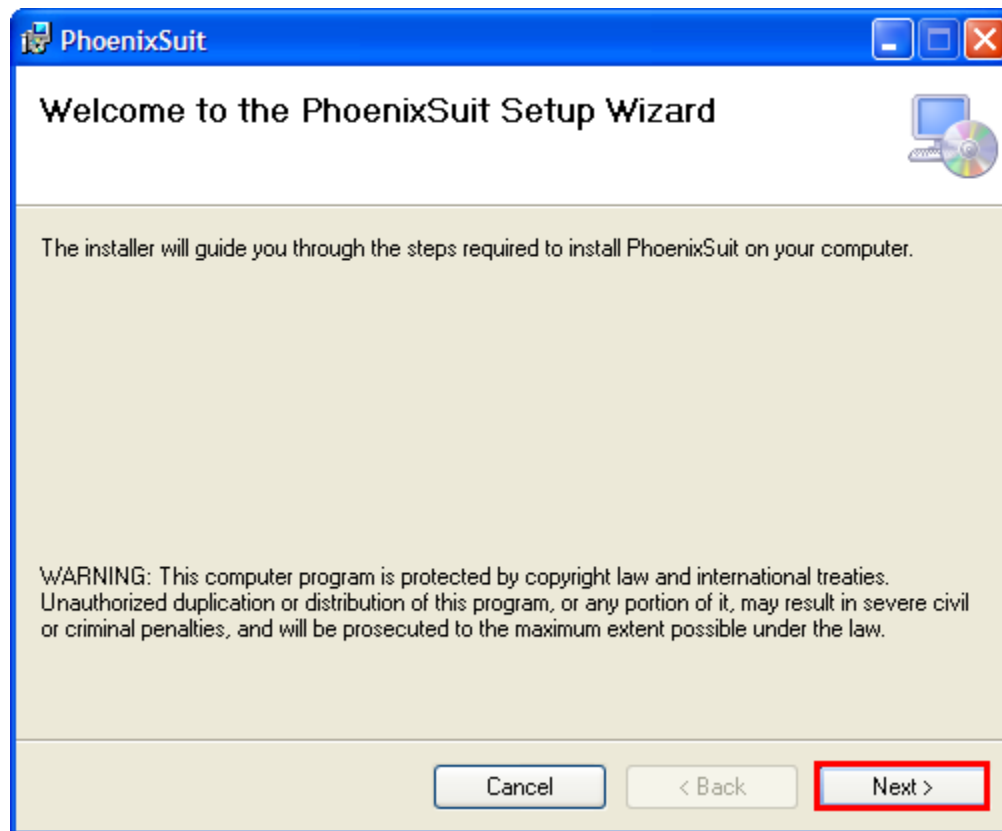 PhoenixSuit
Welcome to the PhoenixSuit Setup Wizard
The installer will guide you through the steps required to install PhoenixSuit on your computer.
WARNING: This computer program is protected by copyright law and international treaties.
Unauthorized duplication or distribution of this program, or any portion of it, may result in severe civil
or criminal penalties, and will be prosecuted to the maximum extent possible under the law.
Cancel < Back Next >